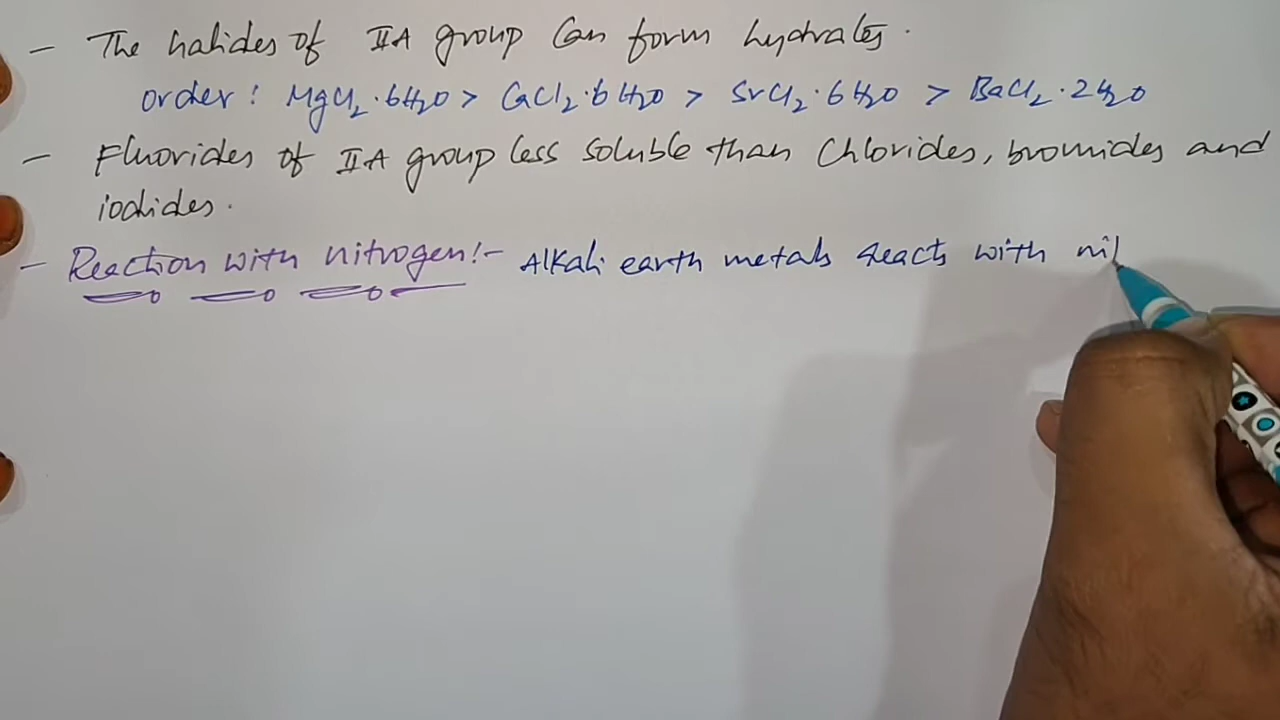 - The halides of IIA group can form hydrates.
order: MgCl2·6H2O > CaCl2·6H2O > SrCl2·6H2O > BaCl2·2H2O
- Fluorides of IIA group less soluble than chlorides, bromides and
iodides.
- Reaction with nitrogen:- Alkali earth metals reacts with nit